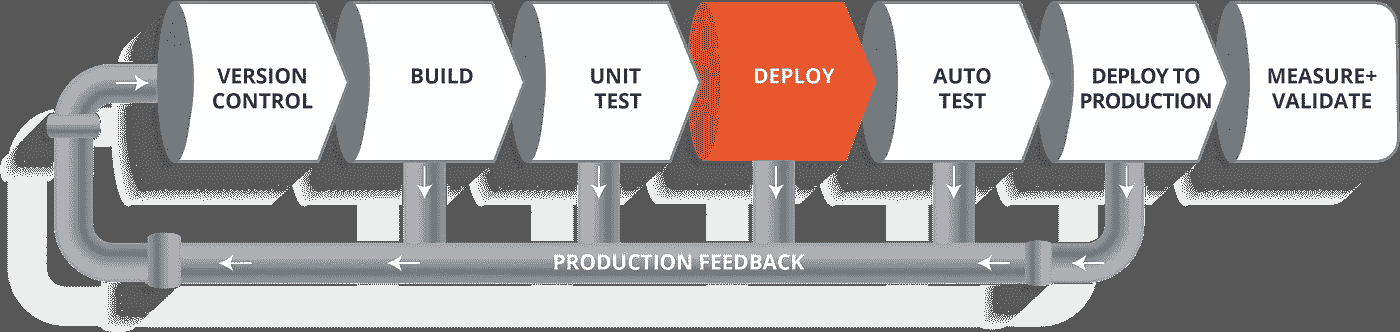 VERSION
CONTROL
BUILD
UNIT
TEST
DEPLOY
AUTO
TEST
DEPLOY TO
PRODUCTION
MEASURE+
VALIDATE
PRODUCTION FEEDBACK